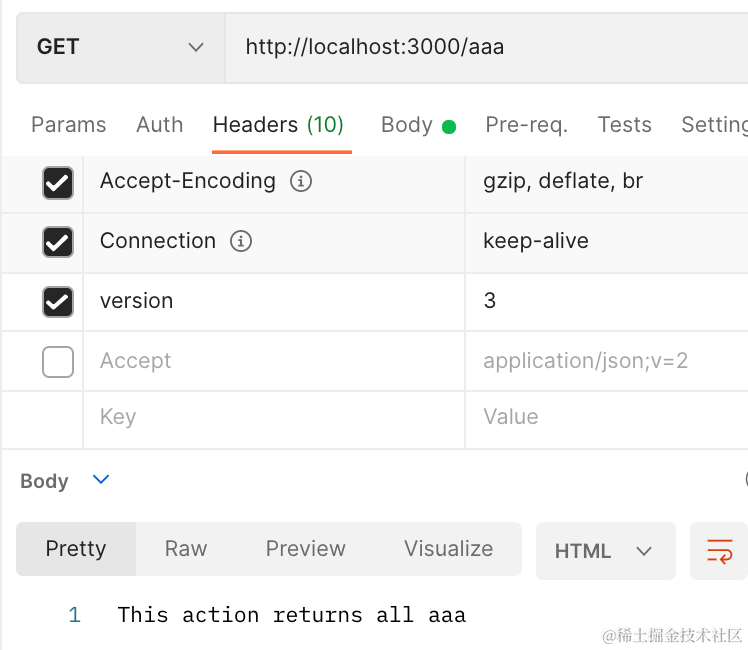 GET http://localhost:3000/aaa
Params Auth Headers (10) Body Pre-req. Tests Setting
Accept-Encoding gzip, deflate, br
Connection keep-alive
version 3
Accept application/json;v=2
Key Value
Body
Pretty Raw Preview Visualize HTML
1 This action returns all aaa
@稀土掘金技术社区